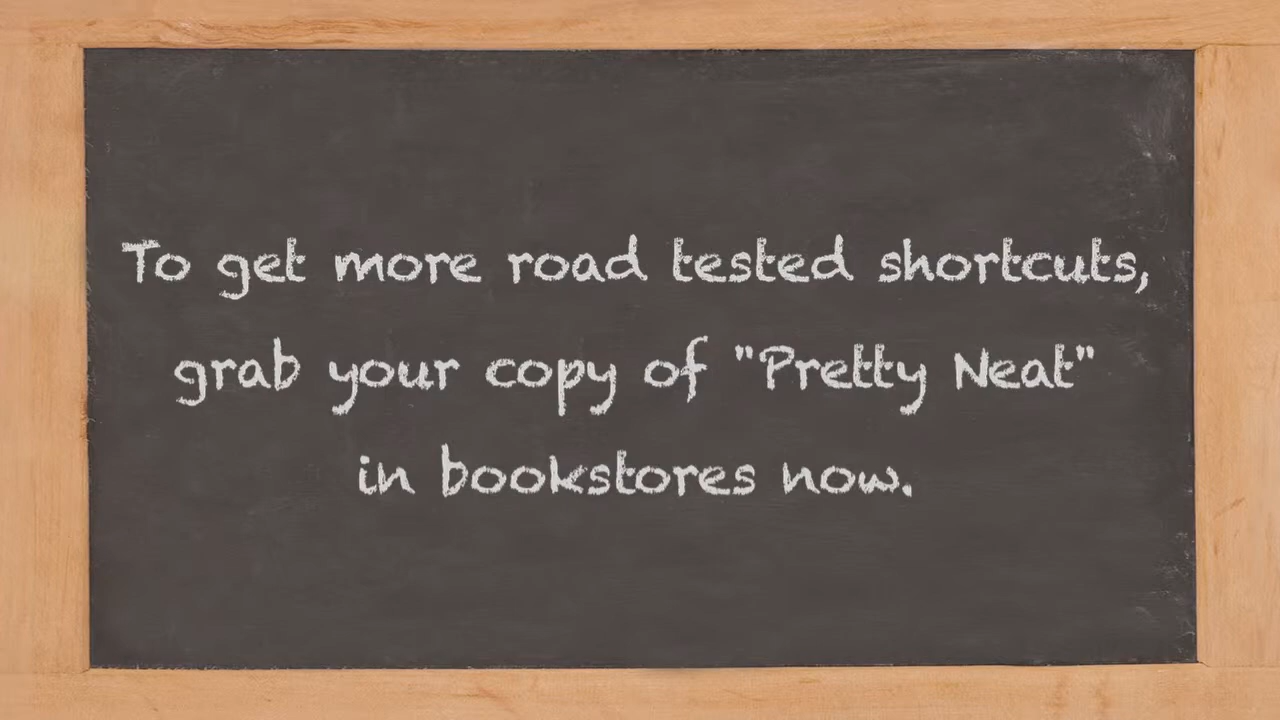 To get more road tested shortcuts,
grab your copy of "Pretty Neat"
in bookstores now.